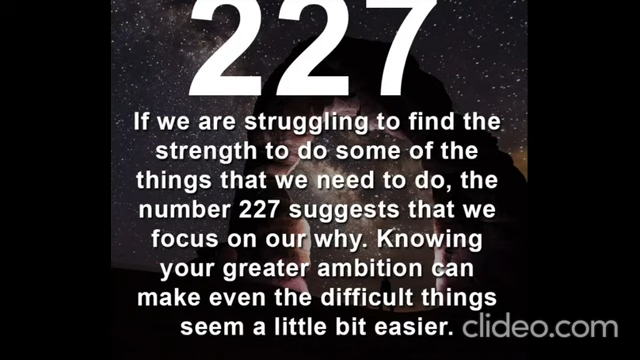 227
If we are struggling to find the
strength to do some of the
things that we need to do, the
number 227 suggests that we
focus on our why. Knowing
your greater ambition can
make even the difficult things
seem a little bit easier.
clideo.com